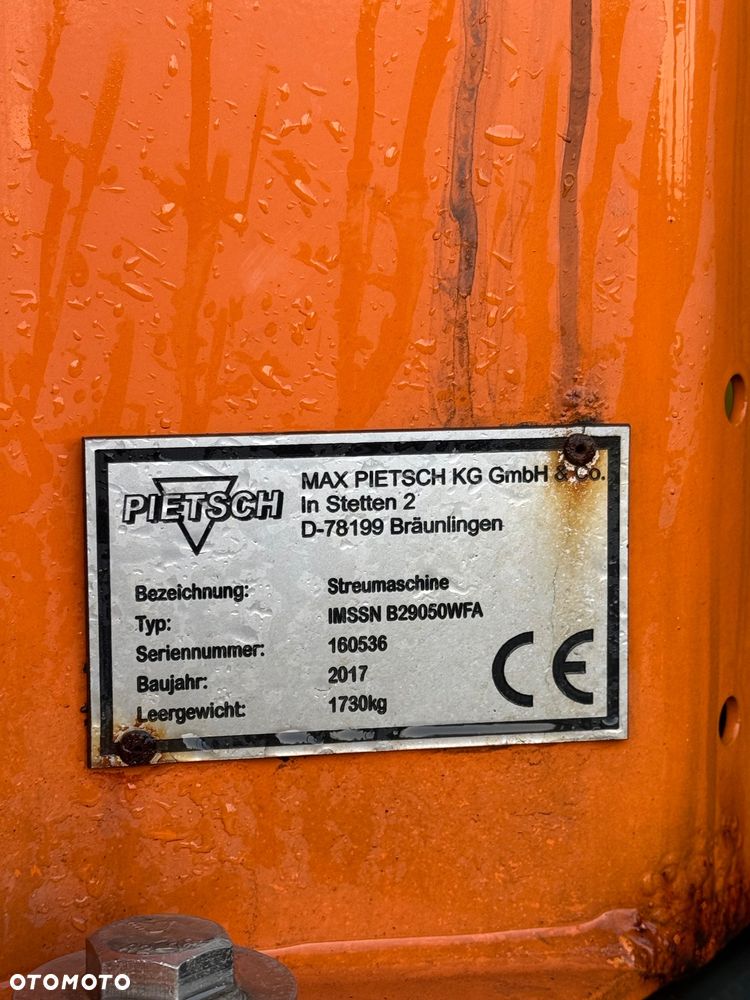 PIETSCH
MAX PIETSCH KG GmbH & Co.
In Stetten 2
D-78199 Bräunlingen
Bezeichnung: Streumaschine
Typ: IMSSN B29050WFA
Seriennummer: 160536
Baujahr: 2017
Leergewicht: 1730kg
CE
OTOMOTO